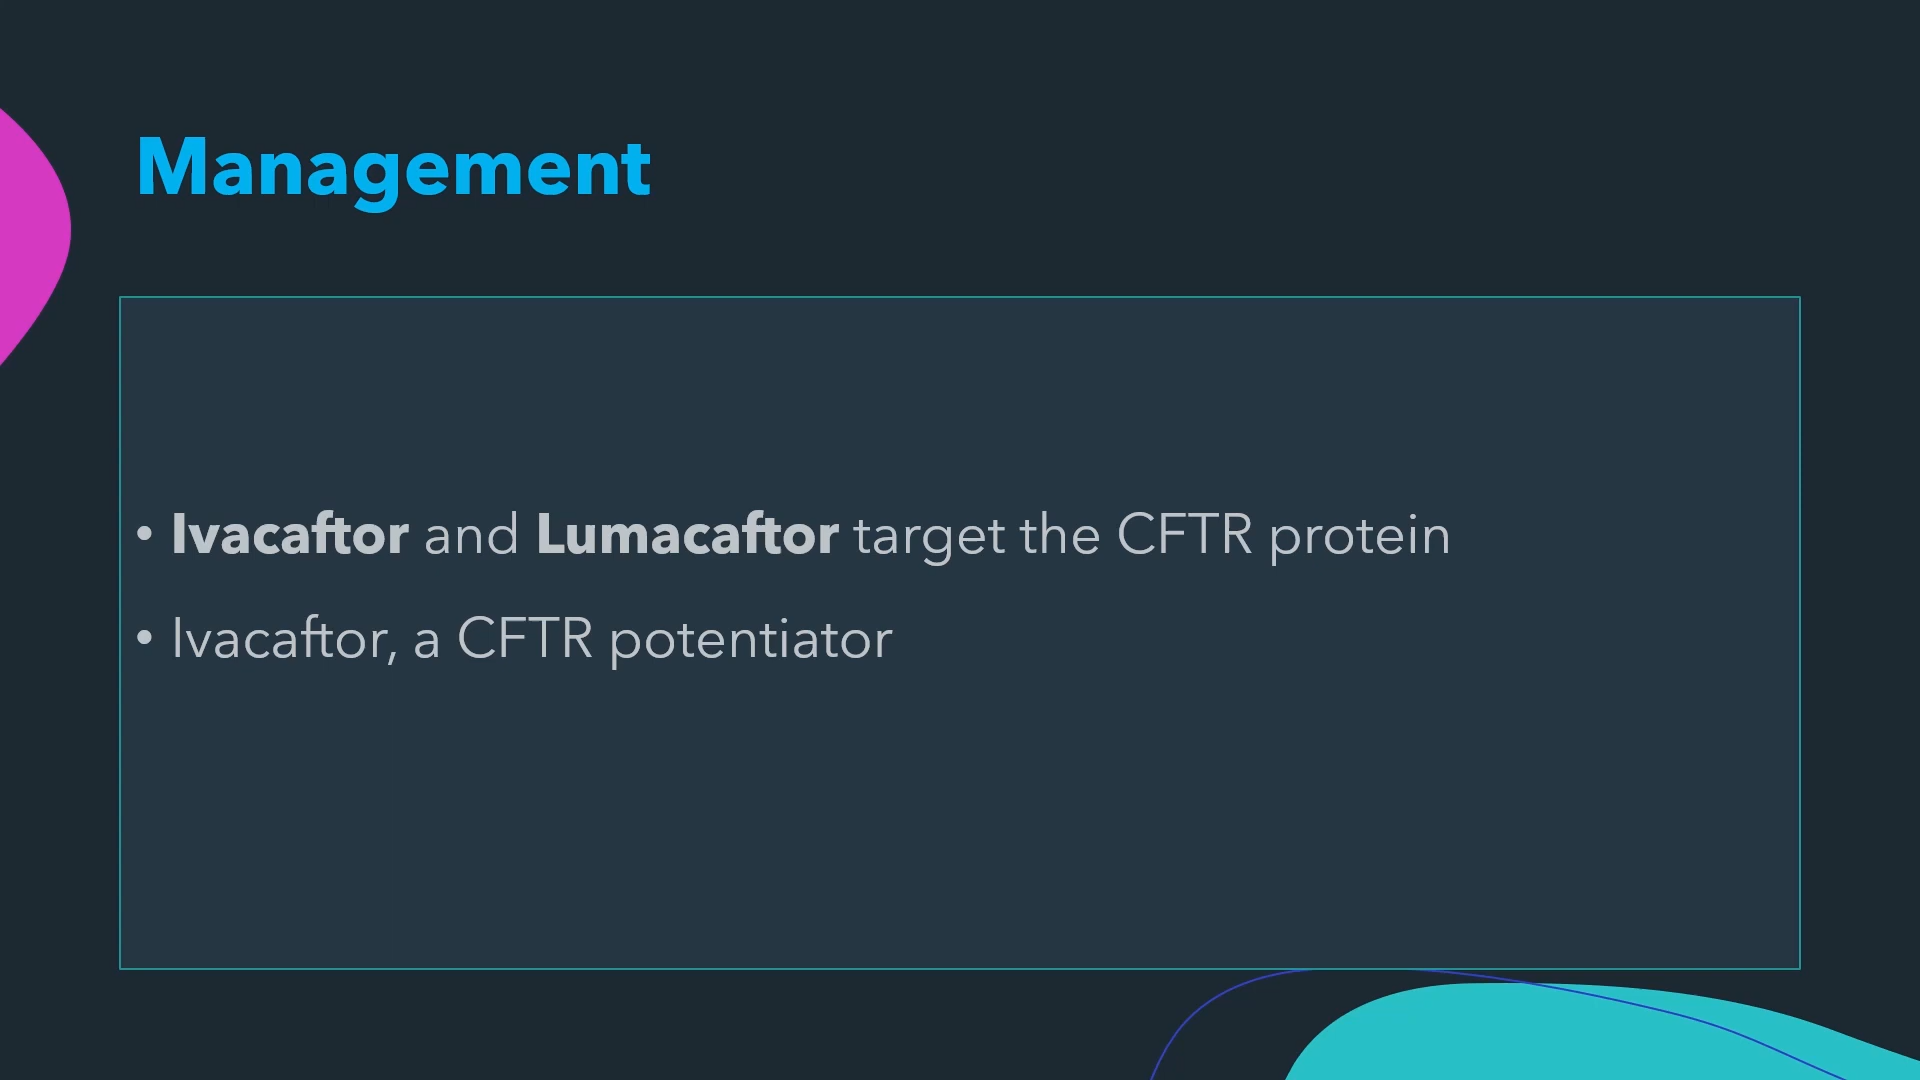 Management
• Ivacaftor and Lumacaftor target the CFTR protein
• Ivacaftor, a CFTR potentiator